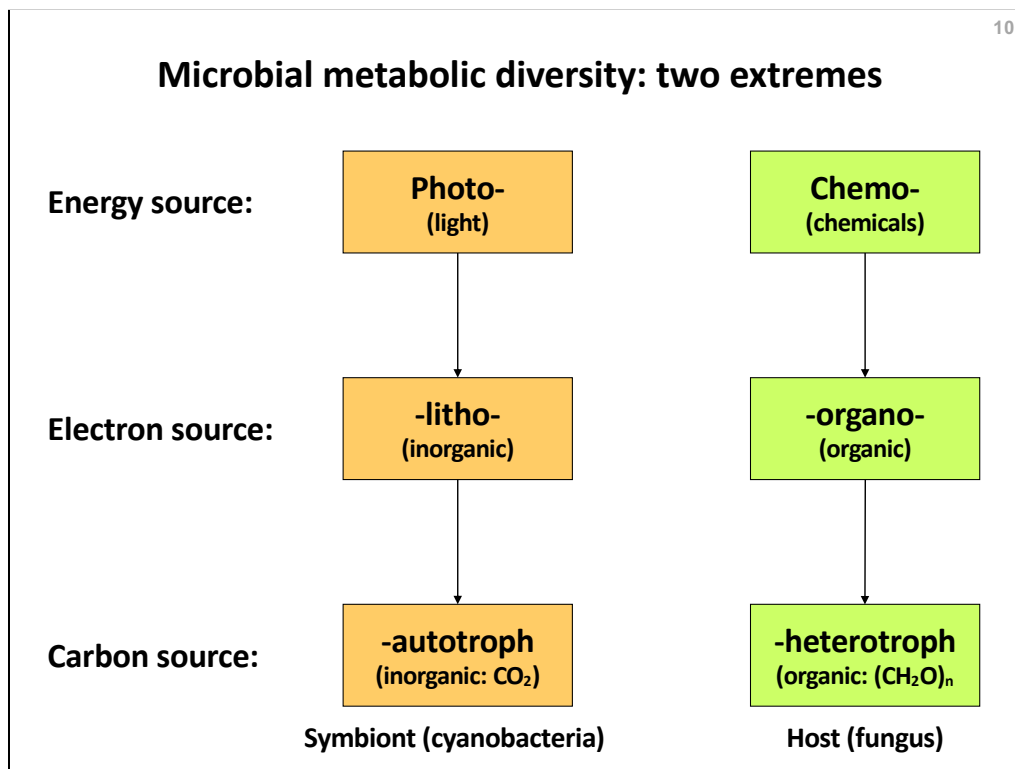 10
Microbial metabolic diversity: two extremes
Energy source:
Photo-
(light)
Chemo-
(chemicals)
Electron source:
-litho-
(inorganic)
-organo-
(organic)
Carbon source:
-autotroph
(inorganic: CO₂)
-heterotroph
(organic: (CH₂O)ₙ
Symbiont (cyanobacteria)
Host (fungus)